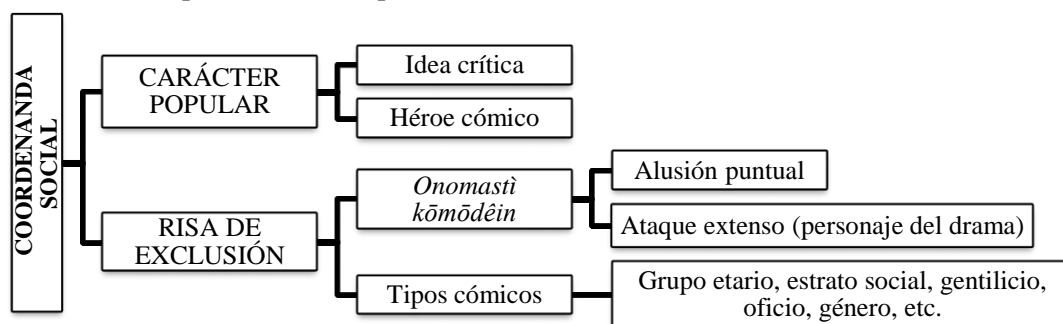 COORDENANDA
SOCIAL
CARÁCTER
POPULAR
Idea crítica
Héroe cómico
RISA DE
EXCLUSIÓN
Onomastì
kōmōdêin
Alusión puntual
Ataque extenso (personaje del drama)
Tipos cómicos
Grupo etario, estrato social, gentilicio,
oficio, género, etc.